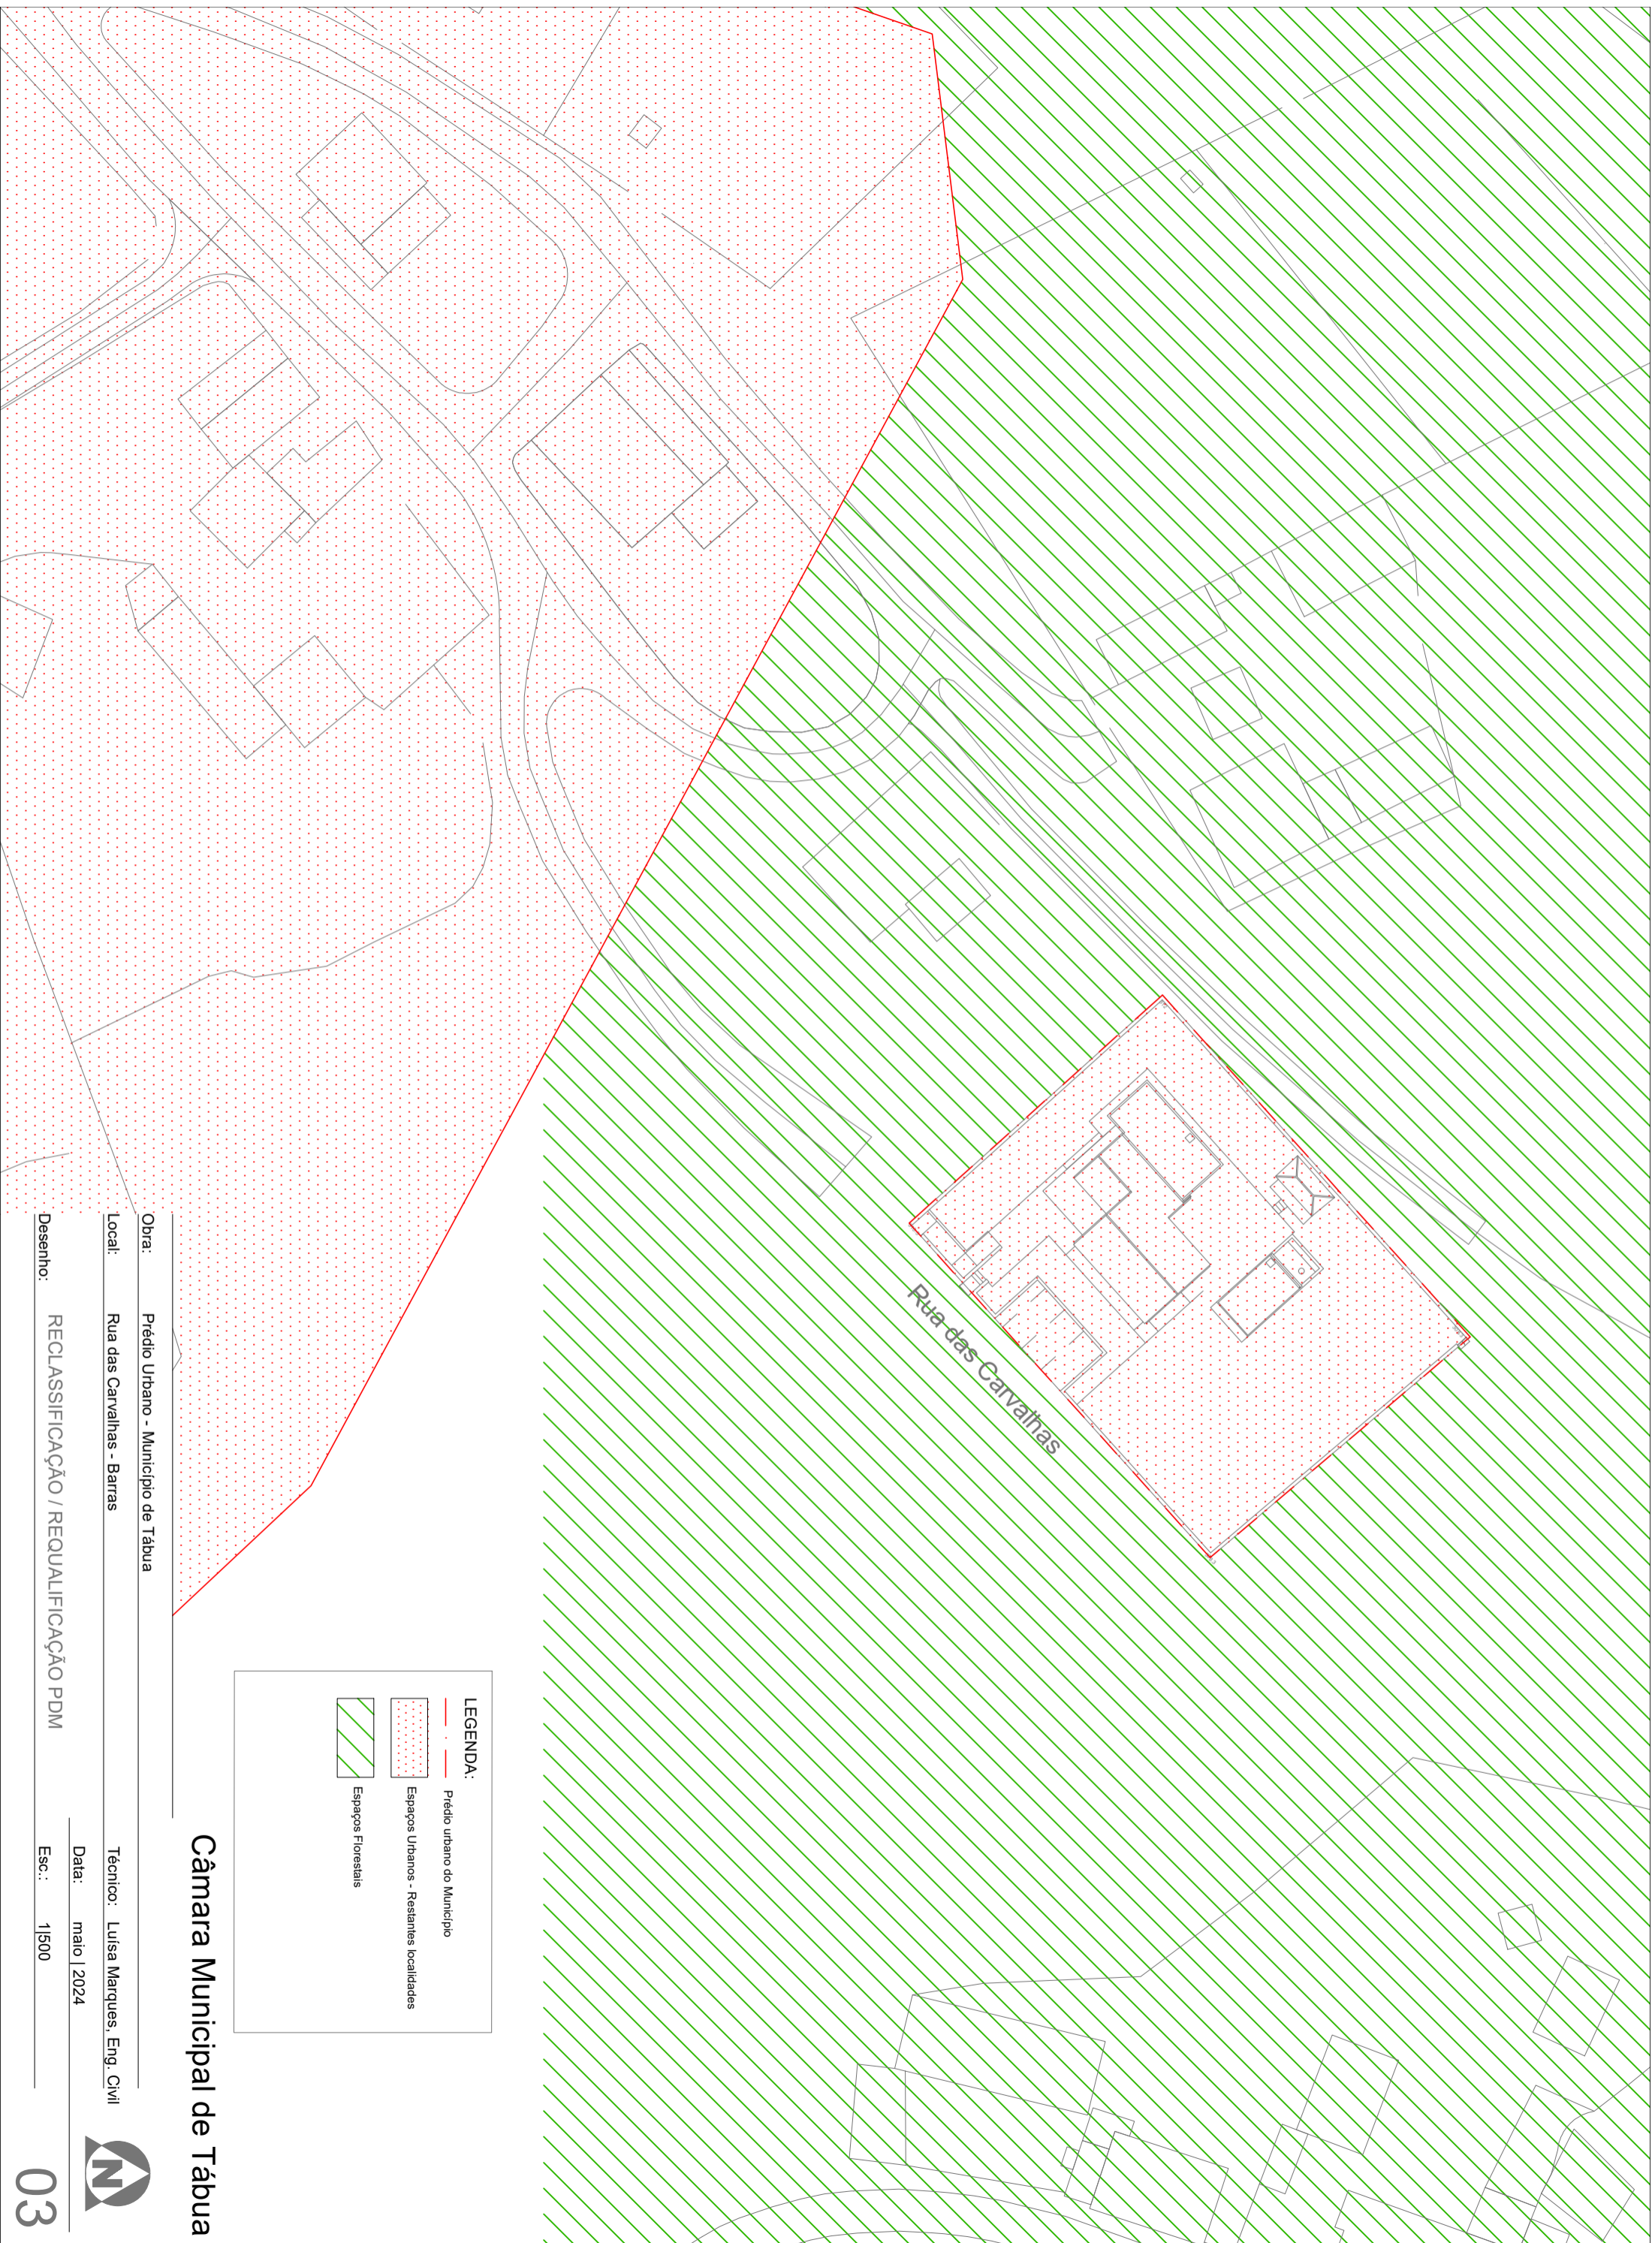 Rua das Carvalhas
LEGENDA:
Prédio urbano do Município
Espaços Urbanos - Restantes localidades
Espaços Florestais
Câmara Municipal de Tábua
Obra: Prédio Urbano - Município de Tábua
Local: Rua das Carvalhas - Barras
Técnico: Luísa Marques, Eng. Civil
Data: maio | 2024
Desenho: RECLASSIFICAÇÃO / REQUALIFICAÇÃO PDM
Esc.: 1|500
N
03